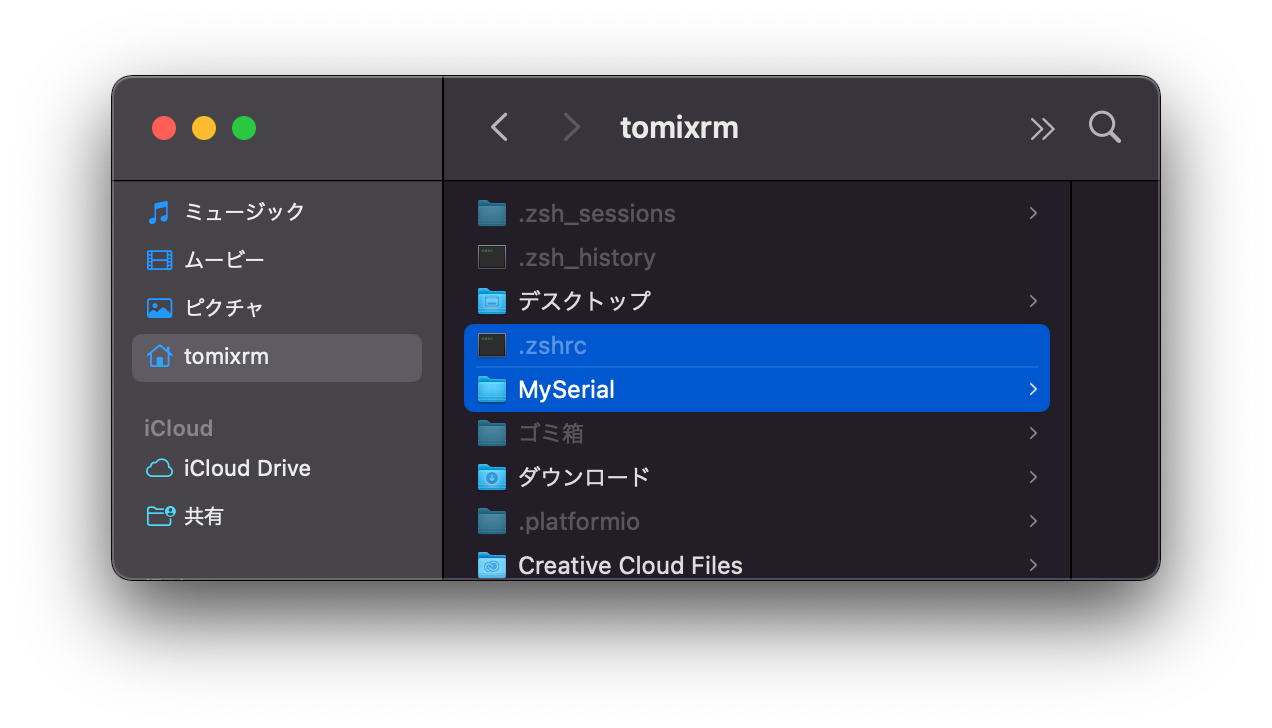 tomixrm
ミュージック
ムービー
ピクチャ
tomixrm
iCloud
iCloud Drive
共有
.zsh_sessions
.zsh_history
デスクトップ
.zshrc
MySerial
ゴミ箱
ダウンロード
.platformio
Creative Cloud Files